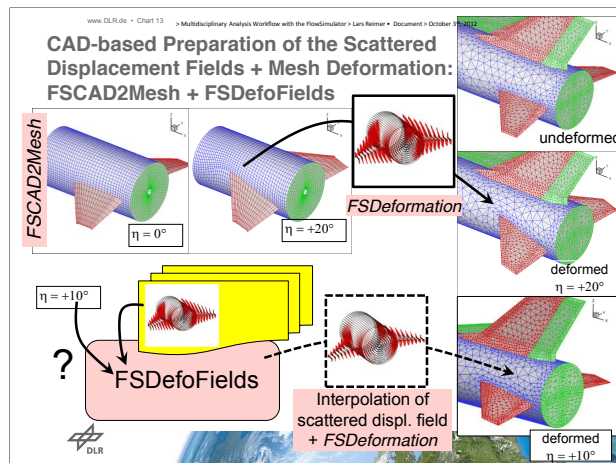 www.DLR.de • Chart 13
> Multidisciplinary Analysis Workflow with the FlowSimulator > Lars Reimer • Document > October 3rd, 2012
CAD-based Preparation of the Scattered
Displacement Fields + Mesh Deformation:
FSCAD2Mesh + FSDefoFields
undeformed
FSCAD2Mesh
η = 0°
η = +20°
FSDeformation
deformed
η = +20°
η = +10°
?
FSDefoFields
Interpolation of
scattered displ. field
+ FSDeformation
deformed
η = +10°
DLR